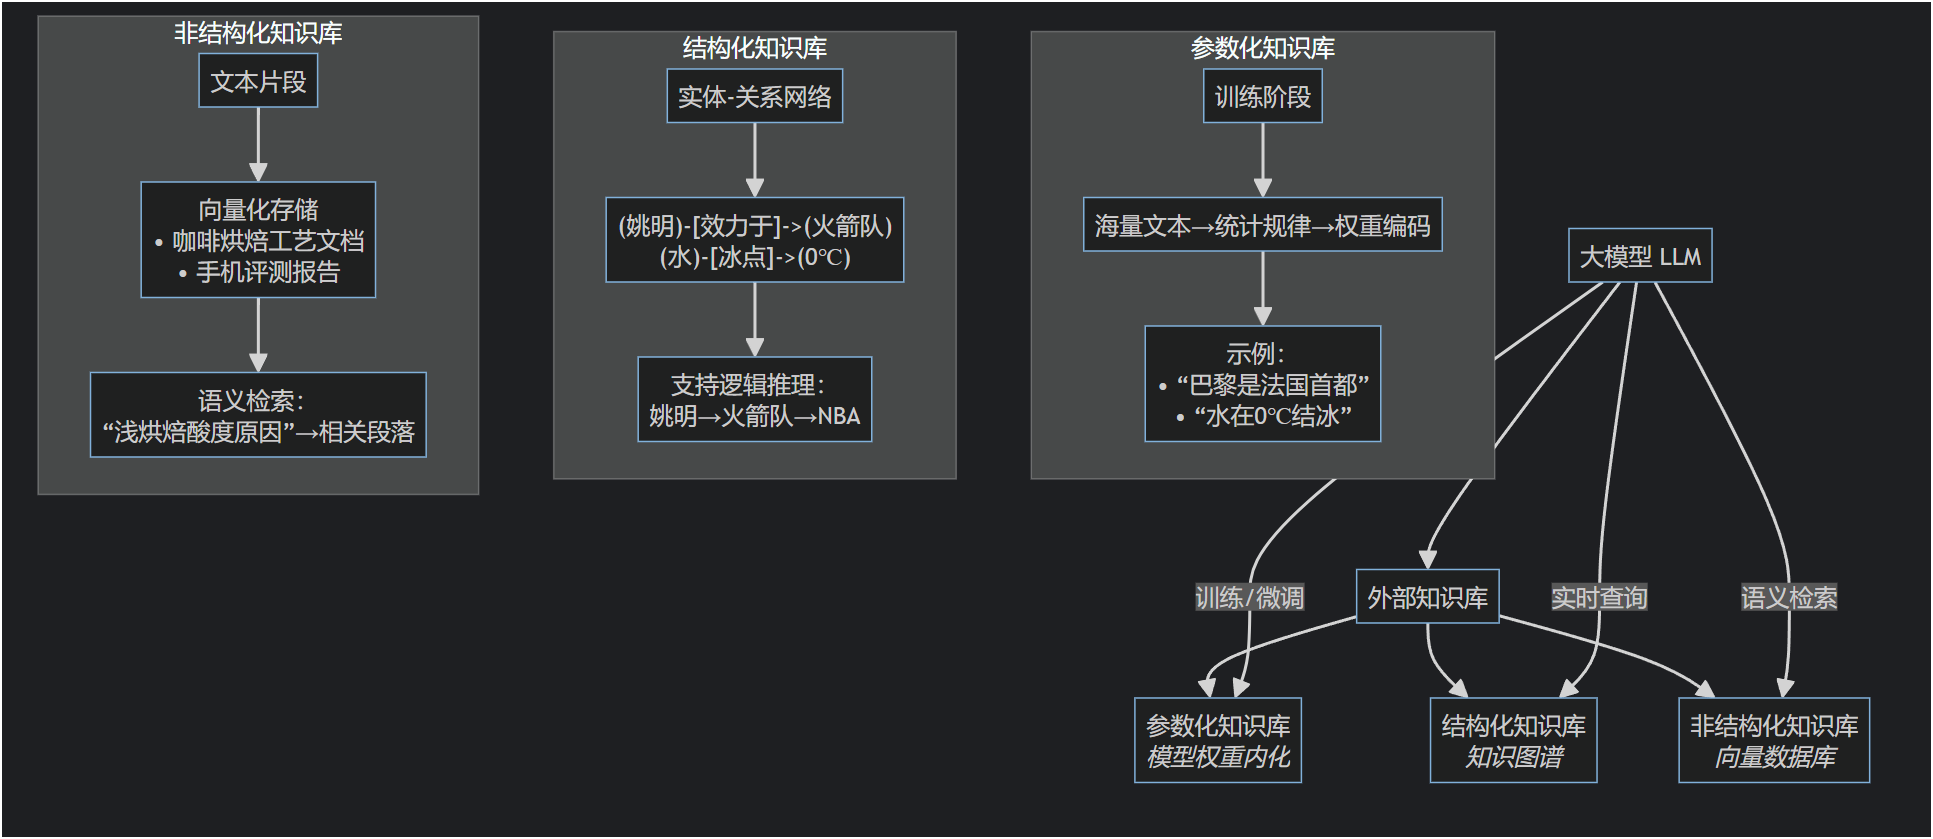 非结构化知识库
文本片段
向量化存储
• 咖啡烘焙工艺文档
• 手机评测报告
语义检索：
“浅烘焙酸度原因”→相关段落
结构化知识库
实体-关系网络
(姚明)-[效力于]->(火箭队)
(水)-[冰点]->(0℃)
支持逻辑推理：
姚明→火箭队→NBA
参数化知识库
训练阶段
海量文本→统计规律→权重编码
示例：
• “巴黎是法国首都”
• “水在0℃结冰”
大模型 LLM
训练/微调
外部知识库
实时查询
语义检索
参数化知识库
模型权重内化
结构化知识库
知识图谱
非结构化知识库
向量数据库